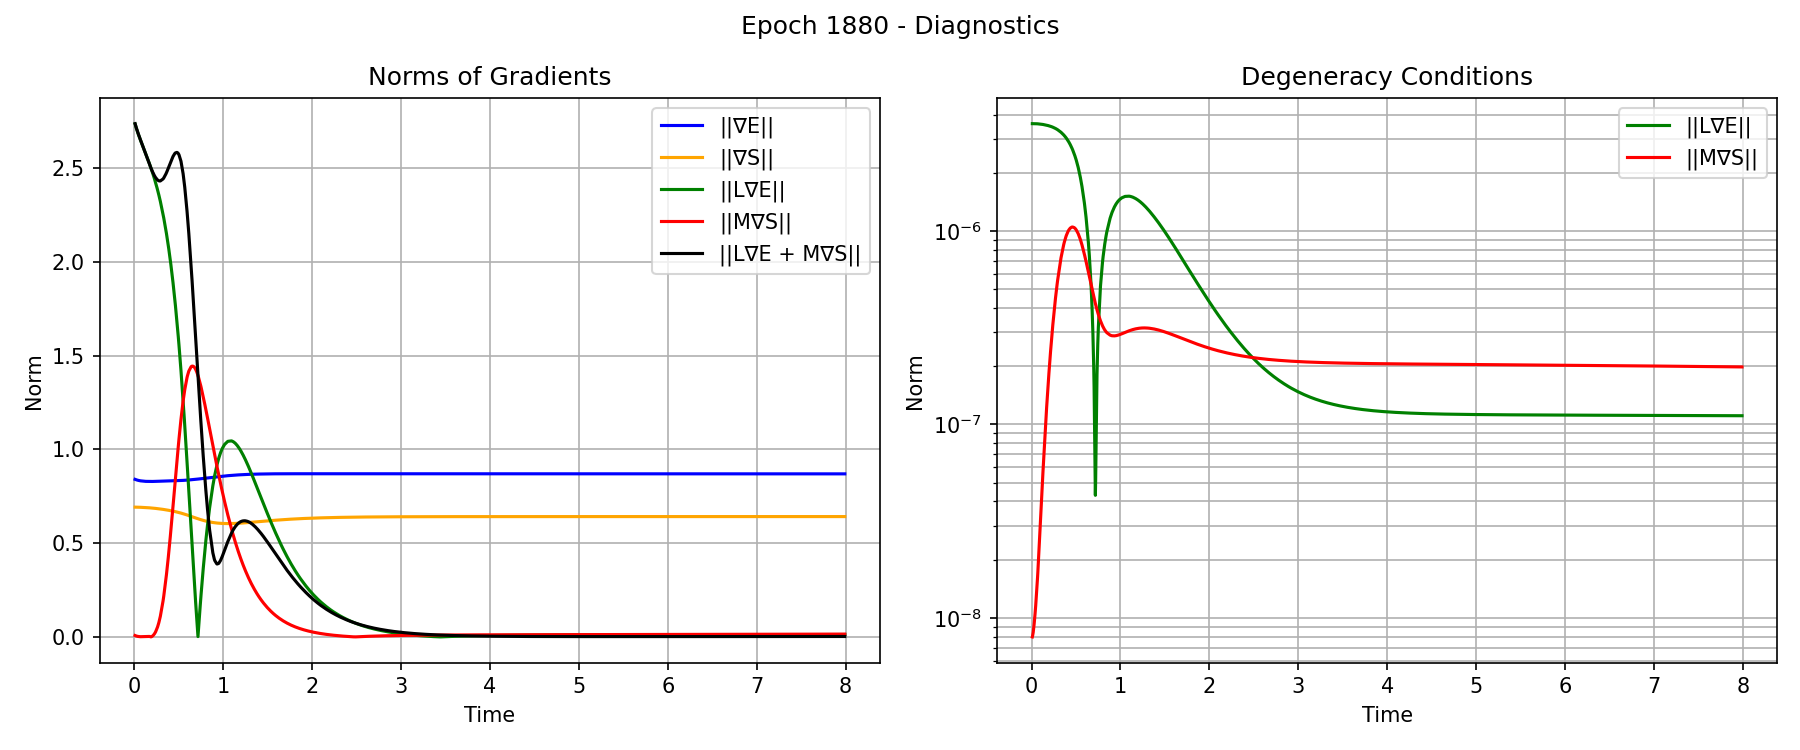 Epoch 1880 - Diagnostics
Norms of Gradients
Norm
2.5
2.0
1.5
1.0
0.5
0.0
||∇E||
||∇S||
||L∇E||
||M∇S||
||L∇E + M∇S||
0 1 2 3 4 5 6 7 8
Time
Degeneracy Conditions
Norm
10⁻⁶
10⁻⁷
10⁻⁸
||L∇E||
||M∇S||
0 1 2 3 4 5 6 7 8
Time